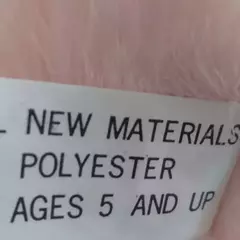 NEW MATERIALS
POLYESTER
AGES 5 AND UP